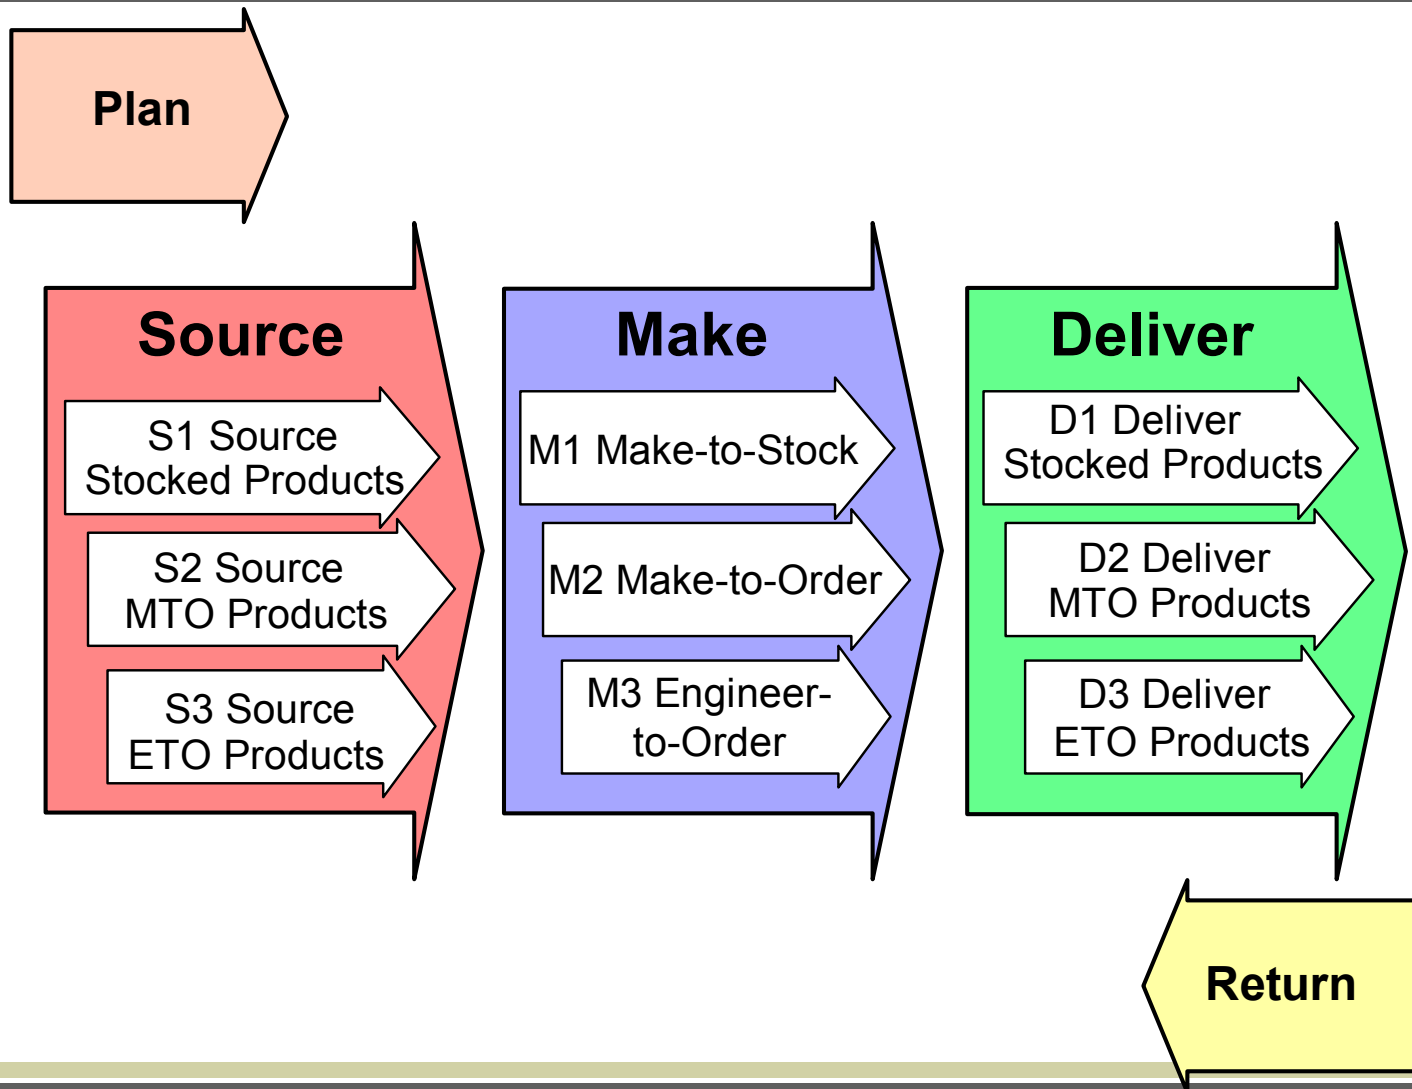 Plan
Source
S1 Source
Stocked Products
S2 Source
MTO Products
S3 Source
ETO Products
Make
M1 Make-to-Stock
M2 Make-to-Order
M3 Engineer-
to-Order
Deliver
D1 Deliver
Stocked Products
D2 Deliver
MTO Products
D3 Deliver
ETO Products
Return